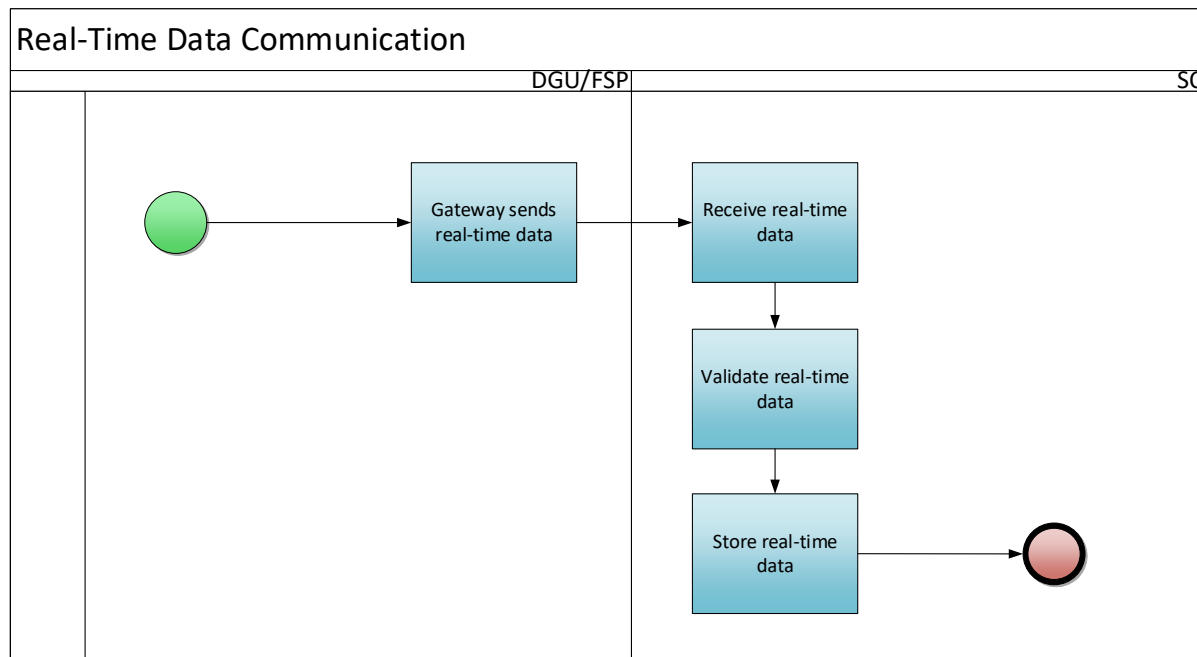 Real-Time Data Communication
DGU/FSP
Gateway sends
real-time data
Receive real-time
data
Validate real-time
data
Store real-time
data